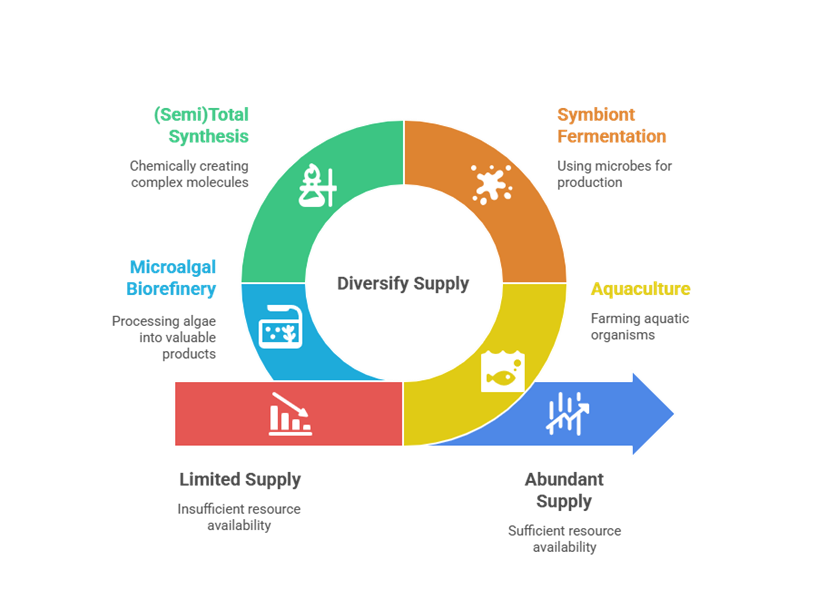 (Semi)Total
Synthesis
Chemically creating
complex molecules
Symbiont
Fermentation
Using microbes for
production
Microalgal
Biorefinery
Processing algae
into valuable
products
Diversify Supply
Aquaculture
Farming aquatic
organisms
Limited Supply
Insufficient resource
availability
Abundant
Supply
Sufficient resource
availability